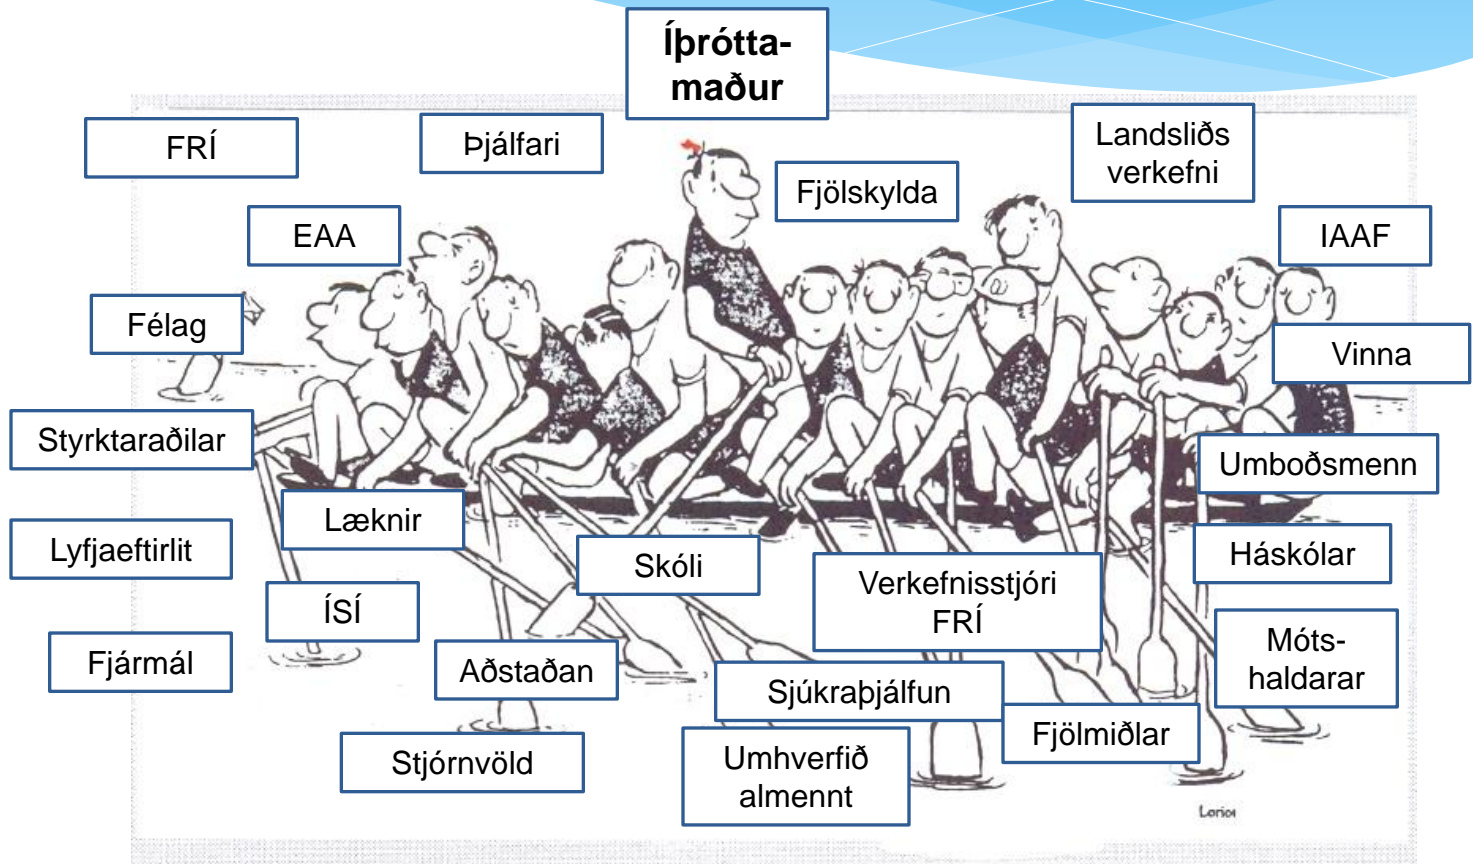 Íþrótta-
maður
FRÍ
Þjálfari
Landsliðs
verkefni
Fjölskylda
EAA
IAAF
Félag
Vinna
Styrktaraðilar
Umboðsmenn
Læknir
Lyfjaeftirlit
Skóli
Verkefnisstjóri
FRÍ
Háskólar
ÍSÍ
Fjármál
Aðstaðan
Sjúkraþjálfun
Móts-
haldarar
Stjórnvöld
Umhverfið
almennt
Fjölmiðlar